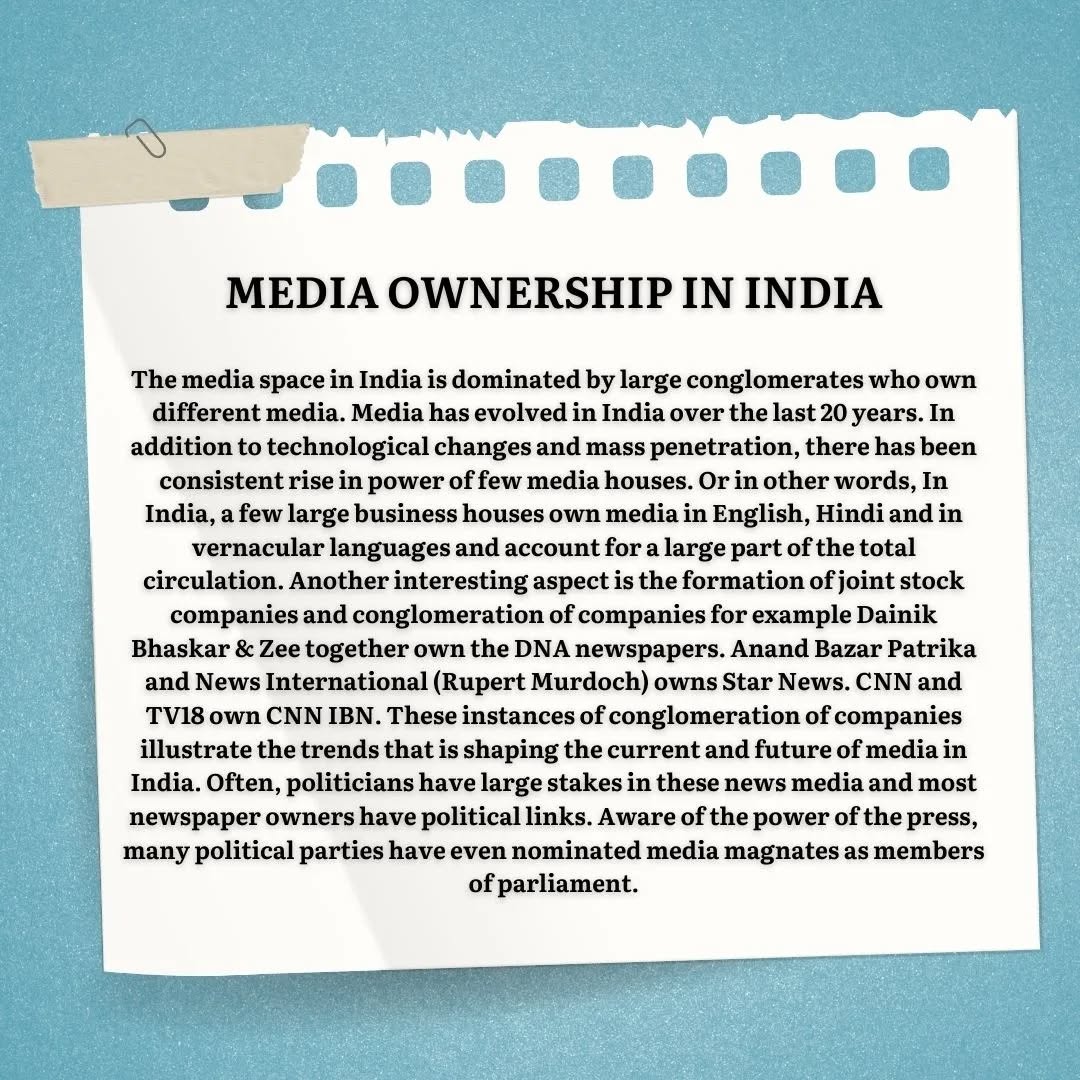 MEDIA OWNERSHIP IN INDIA
The media space in India is dominated by large conglomerates who own
different media. Media has evolved in India over the last 20 years. In
addition to technological changes and mass penetration, there has been
consistent rise in power of few media houses. Or in other words, In
India, a few large business houses own media in English, Hindi and in
vernacular languages and account for a large part of the total
circulation. Another interesting aspect is the formation of joint stock
companies and conglomeration of companies for example Dainik
Bhaskar & Zee together own the DNA newspapers. Anand Bazar Patrika
and News International (Rupert Murdoch) owns Star News. CNN and
TV18 own CNN IBN. These instances of conglomeration of companies
illustrate the trends that is shaping the current and future of media in
India. Often, politicians have large stakes in these news media and most
newspaper owners have political links. Aware of the power of the press,
many political parties have even nominated media magnates as members
of parliament.